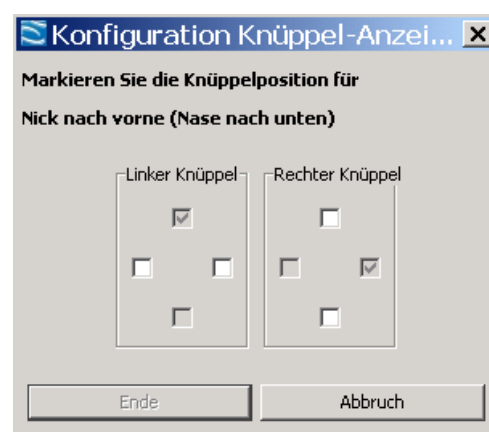 Konfiguration Knüppel-Anzei...
Markieren Sie die Knüppelposition für
Nick nach vorne (Nase nach unten)
Linker Knüppel
Rechter Knüppel
Ende
Abbruch